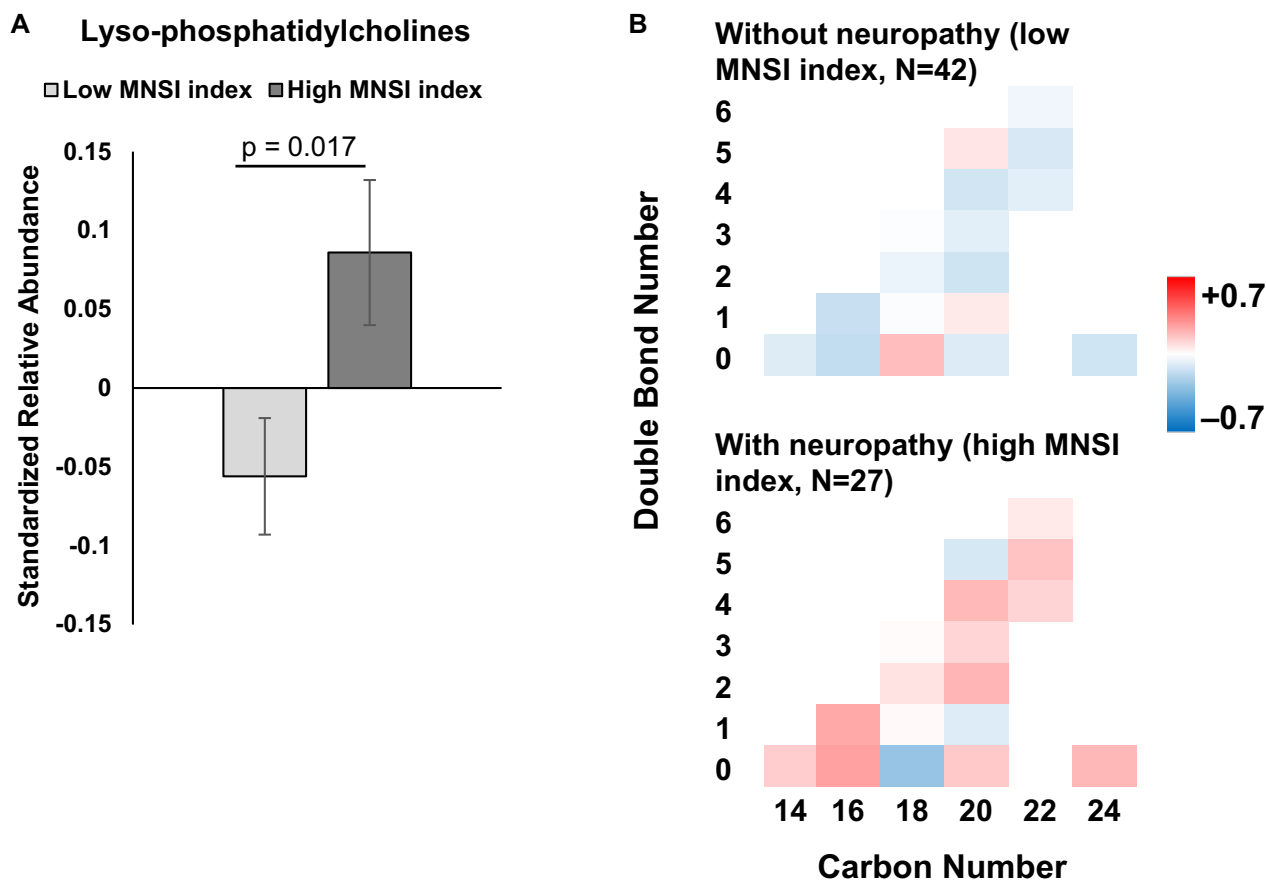 A
Lyso-phosphatidylcholines
Low MNSI index High MNSI index
p = 0.017
0.15
0.1
0.05
0
-0.05
-0.1
-0.15
Standardized Relative Abundance
B
Without neuropathy (low
MNSI index, N=42)
6
5
4
3
2
1
0
Double Bond Number
+0.7
–0.7
With neuropathy (high MNSI
index, N=27)
6
5
4
3
2
1
0
14 16 18 20 22 24
Carbon Number